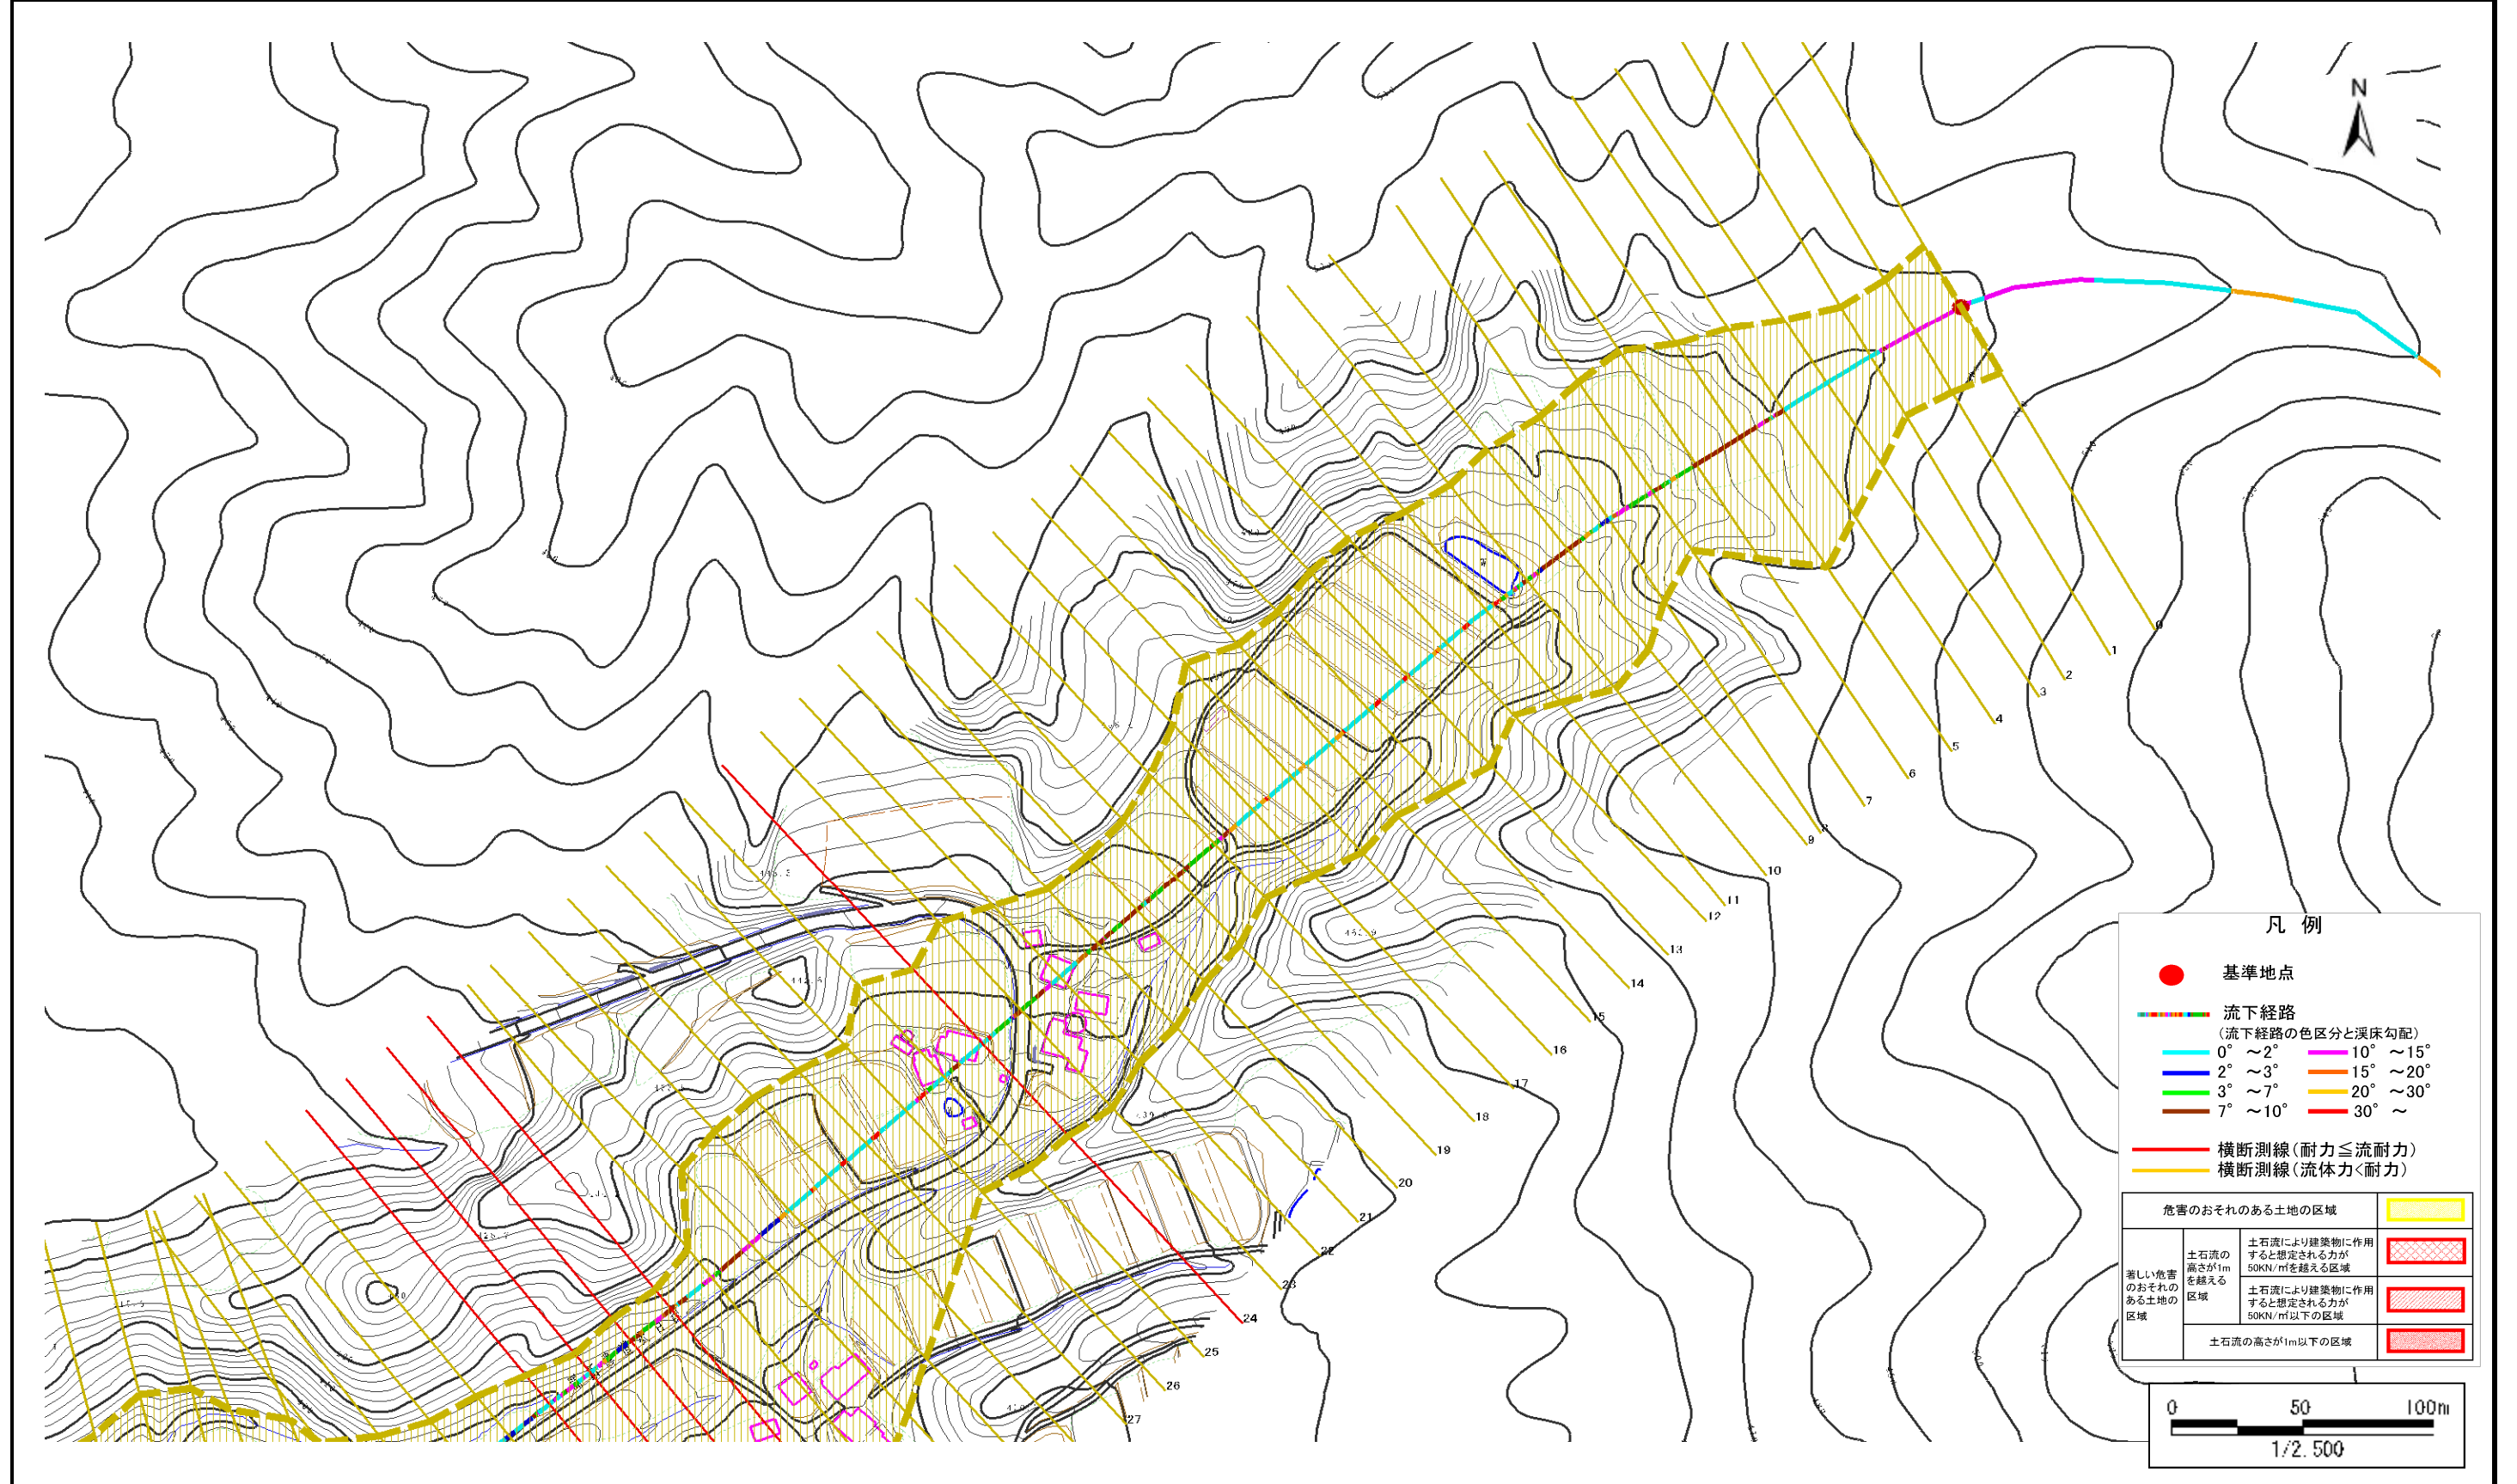 N
0
1
2
3
4
5
6
7
8
9
10
11
12
13
14
15
16
17
18
19
20
21
22
23
24
25
26
27
凡 例
基準地点
流下経路
(流下経路の色区分と渓床勾配)
0° ～2° 10° ～15°
2° ～3° 15° ～20°
3° ～7° 20° ～30°
7° ～10° 30° ～
横断測線(耐力≦流耐力)
横断測線(流体力<耐力)
危害のおそれのある土地の区域
著しい危害
のおそれの
ある土地の
区域
土石流の
高さが1m
を越える
区域
土石流により建築物に作用
すると想定される力が
50KN/㎡を越える区域
土石流により建築物に作用
すると想定される力が
50KN/㎡以下の区域
土石流の高さが1m以下の区域
0 50 100m
1/2.500